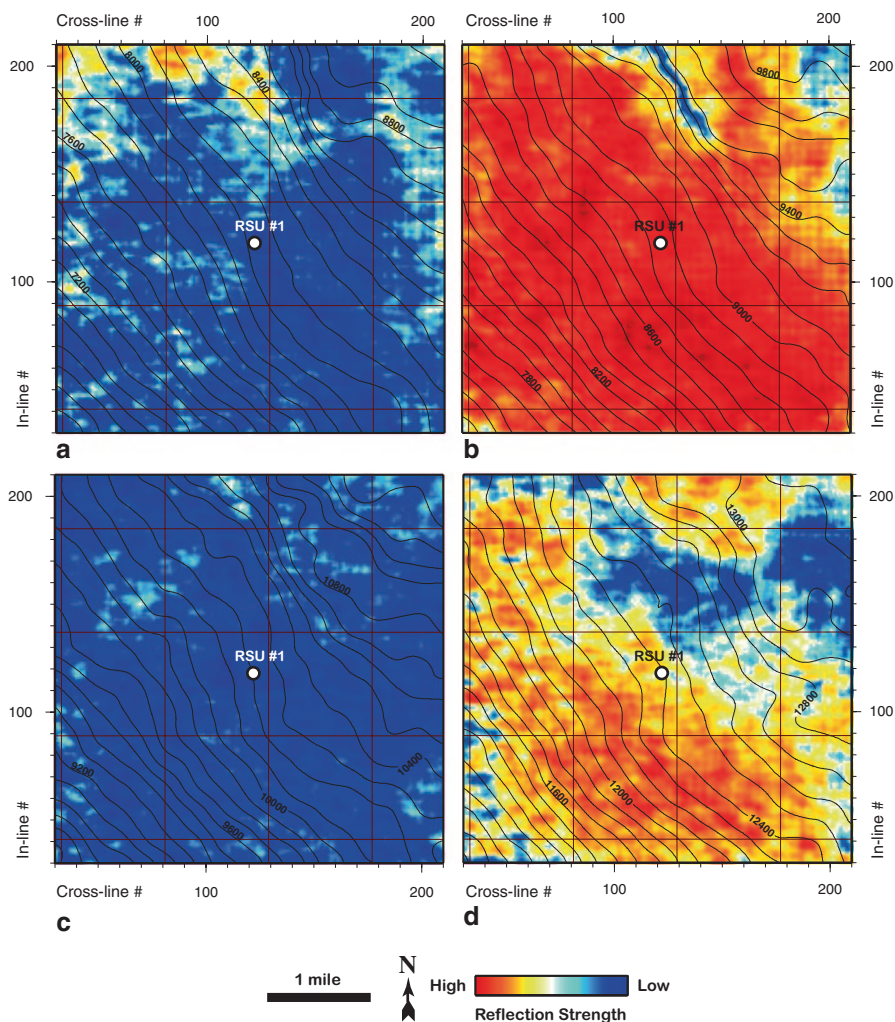 Cross-line # 100 200 Cross-line # 100 210
200 8000 8400 8800 7600 RSU #1 7200 100 In-line #
a
9800 200 9400 RSU #1 9000 8600 8200 7800 100 In-line #
b
200 10600 RSU #1 100 9200 10400 10000 9600 In-line #
Cross-line # 100 200
c
13000 200 RSU #1 12800 100 11600 12000 12400 In-line #
Cross-line # 100 200
d
1 mile
N
High Low
Reflection Strength